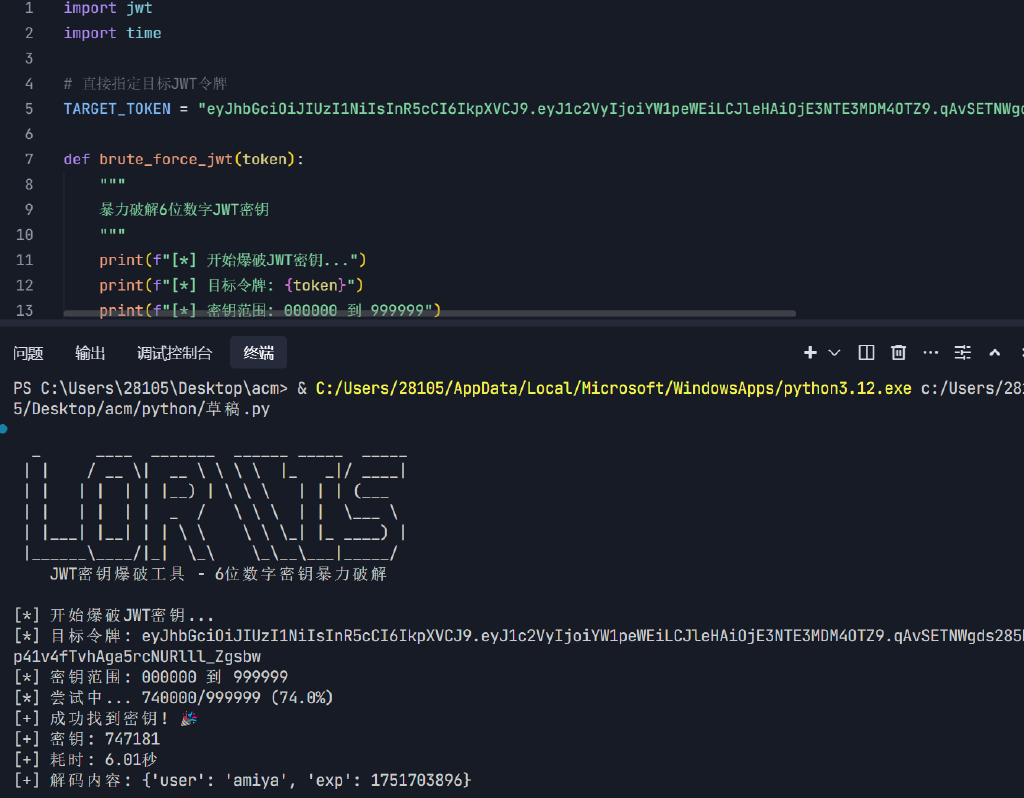 1 import jwt
2 import time
3
4 # 直接指定目标JWT令牌
5 TARGET_TOKEN = "eyJhbGciOiJIUzI1NiIsInR5cCI6IkpXVCJ9.eyJ1c2VyIjoiYW1peWEiLCJleHAiOjE3NTE3MDM4OTZ9.qAvSETNWgd
6
7 def brute_force_jwt(token):
8 """
9 暴力破解6位数字JWT密钥
10 """
11 print(f"[*] 开始爆破JWT密钥...")
12 print(f"[*] 目标令牌: {token}")
13 print(f"[*] 密钥范围: 000000 到 999999")
问题 输出 调试控制台 终端
PS C:\Users\28105\Desktop\acm> & C:/Users/28105/AppData/Local/Microsoft/WindowsApps/python3.12.exe c:/Users/281
5/Desktop/acm/python/草稿.py
JWT密钥爆破工具 - 6位数字密钥暴力破解
[*] 开始爆破JWT密钥...
[*] 目标令牌: eyJhbGciOiJIUzI1NiIsInR5cCI6IkpXVCJ9.eyJ1c2VyIjoiYW1peWEiLCJleHAiOjE3NTE3MDM4OTZ9.qAvSETNWgds285
p41v4fTvhAga5rcNURlll_Zgsbw
[*] 密钥范围: 000000 到 999999
[*] 尝试中... 740000/999999 (74.0%)
[+] 成功找到密钥! 🎉
[+] 密钥: 747181
[+] 耗时: 6.01秒
[+] 解码内容: {'user': 'amiya', 'exp': 1751703896}